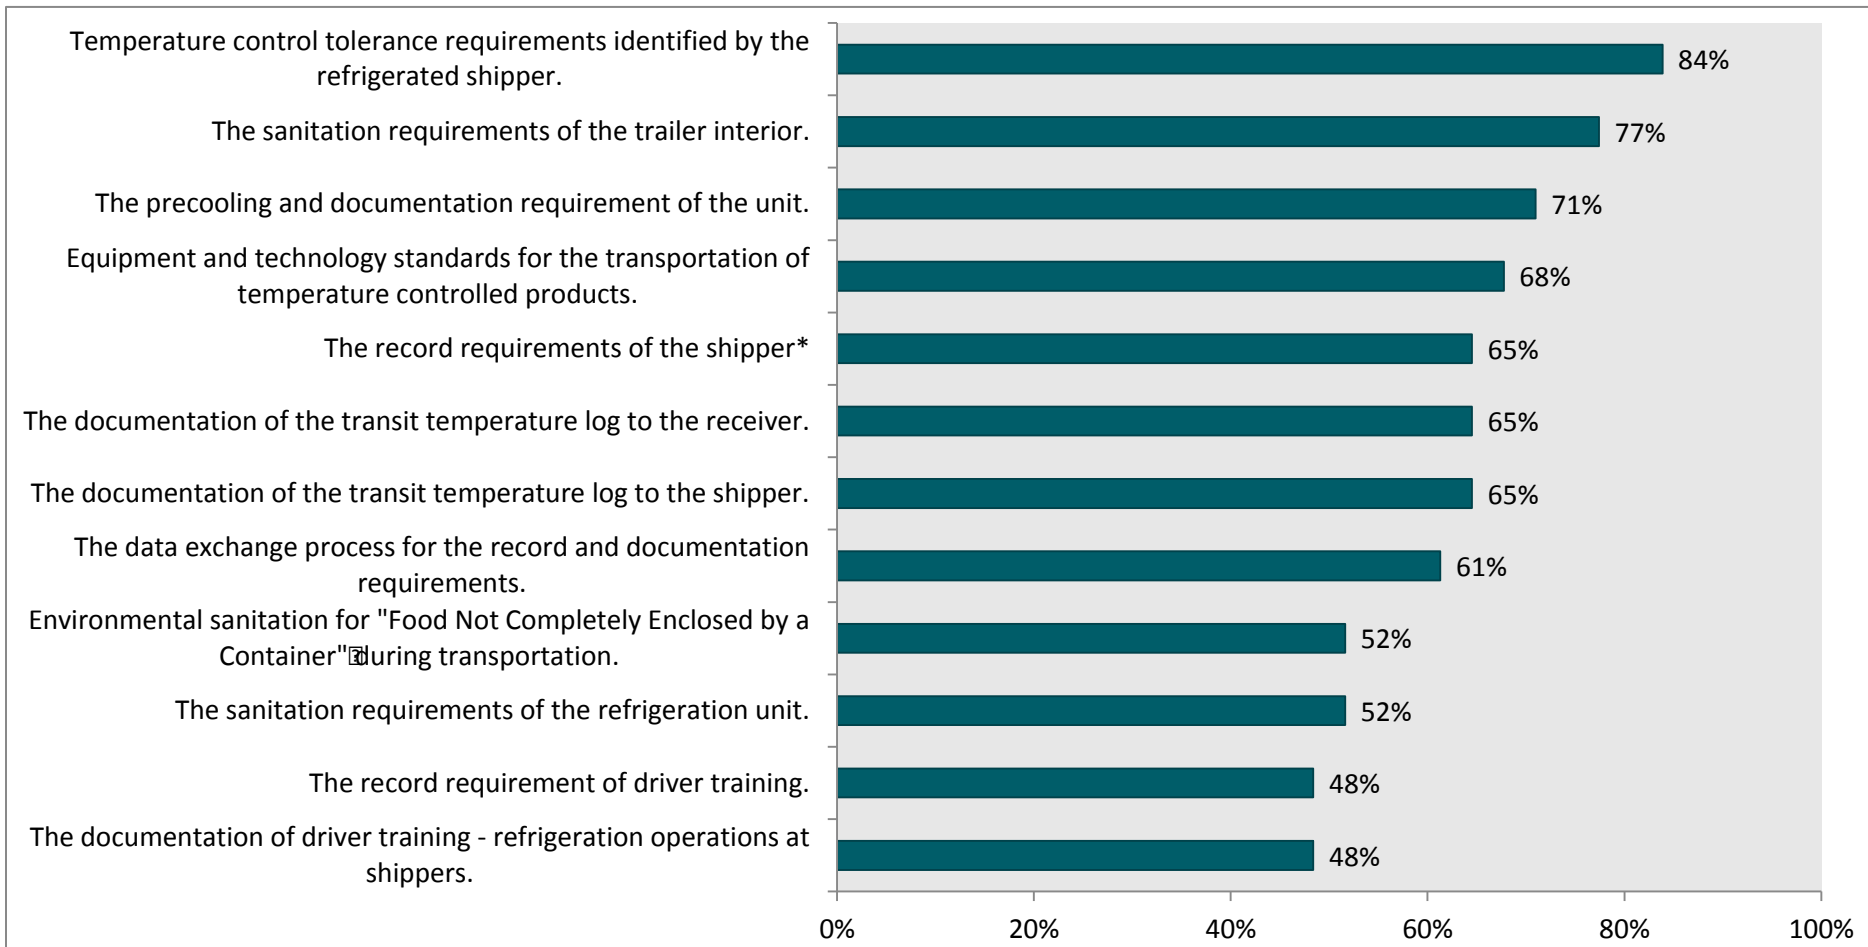 Temperature control tolerance requirements identified by the
refrigerated shipper.
84%
The sanitation requirements of the trailer interior.
77%
The precooling and documentation requirement of the unit.
71%
Equipment and technology standards for the transportation of
temperature controlled products.
68%
The record requirements of the shipper*
65%
The documentation of the transit temperature log to the receiver.
65%
The documentation of the transit temperature log to the shipper.
65%
The data exchange process for the record and documentation
requirements.
61%
Environmental sanitation for "Food Not Completely Enclosed by a
Container" during transportation.
52%
The sanitation requirements of the refrigeration unit.
52%
The record requirement of driver training.
48%
The documentation of driver training - refrigeration operations at
shippers.
48%
0% 20% 40% 60% 80% 100%